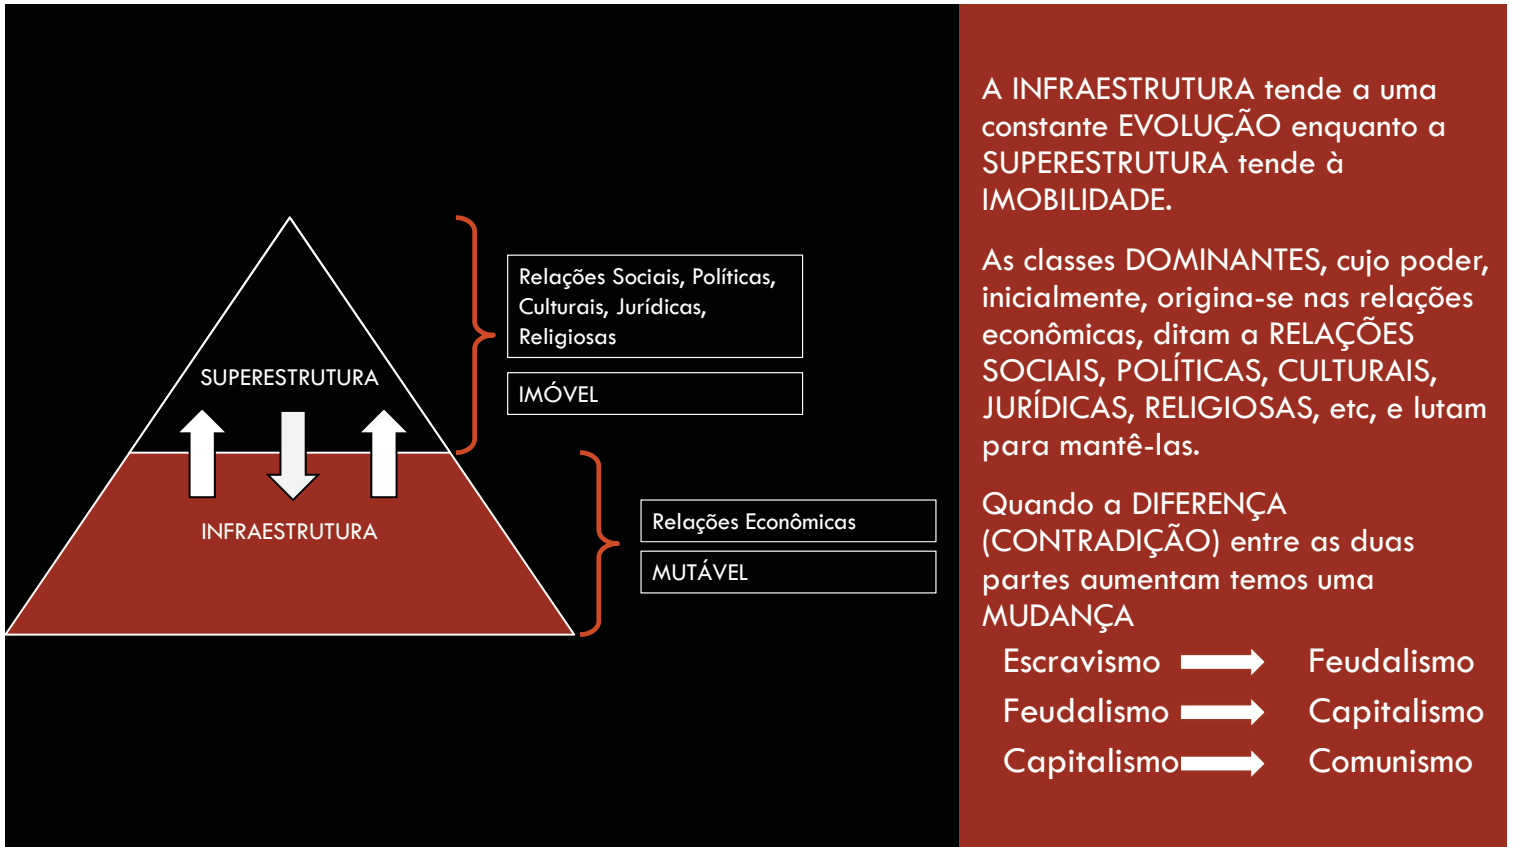 SUPERESTRUTURA
INFRAESTRUTURA
Relações Sociais, Políticas,
Culturais, Jurídicas,
Religiosas
IMÓVEL
Relações Econômicas
MUTÁVEL
A INFRAESTRUTURA tende a uma
constante EVOLUÇÃO enquanto a
SUPERESTRUTURA tende à
IMOBILIDADE.
As classes DOMINANTES, cujo poder,
inicialmente, origina-se nas relações
econômicas, ditam a RELAÇÕES
SOCIAIS, POLÍTICAS, CULTURAIS,
JURÍDICAS, RELIGIOSAS, etc, e lutam
para mantê-las.
Quando a DIFERENÇA
(CONTRADIÇÃO) entre as duas
partes aumentam temos uma
MUDANÇA
Escravismo Feudalismo
Feudalismo Capitalismo
Capitalismo Comunismo